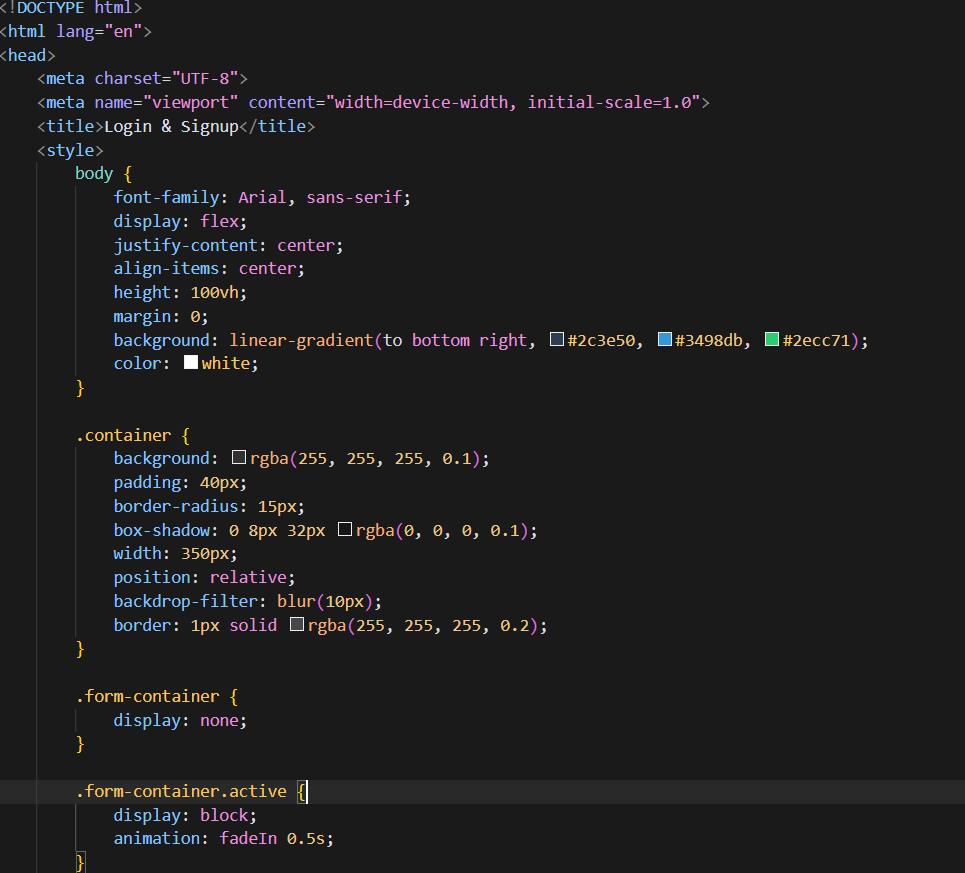 <!DOCTYPE html>
<html lang="en">
<head>
    <meta charset="UTF-8">
    <meta name="viewport" content="width=device-width, initial-scale=1.0">
    <title>Login & Signup</title>
    <style>
        body {
            font-family: Arial, sans-serif;
            display: flex;
            justify-content: center;
            align-items: center;
            height: 100vh;
            margin: 0;
            background: linear-gradient(to bottom right, #2c3e50, #3498db, #2ecc71);
            color: white;
        }

        .container {
            background: rgba(255, 255, 255, 0.1);
            padding: 40px;
            border-radius: 15px;
            box-shadow: 0 8px 32px rgba(0, 0, 0, 0.1);
            width: 350px;
            position: relative;
            backdrop-filter: blur(10px);
            border: 1px solid rgba(255, 255, 255, 0.2);
        }

        .form-container {
            display: none;
        }

        .form-container.active {
            display: block;
            animation: fadeIn 0.5s;
        }